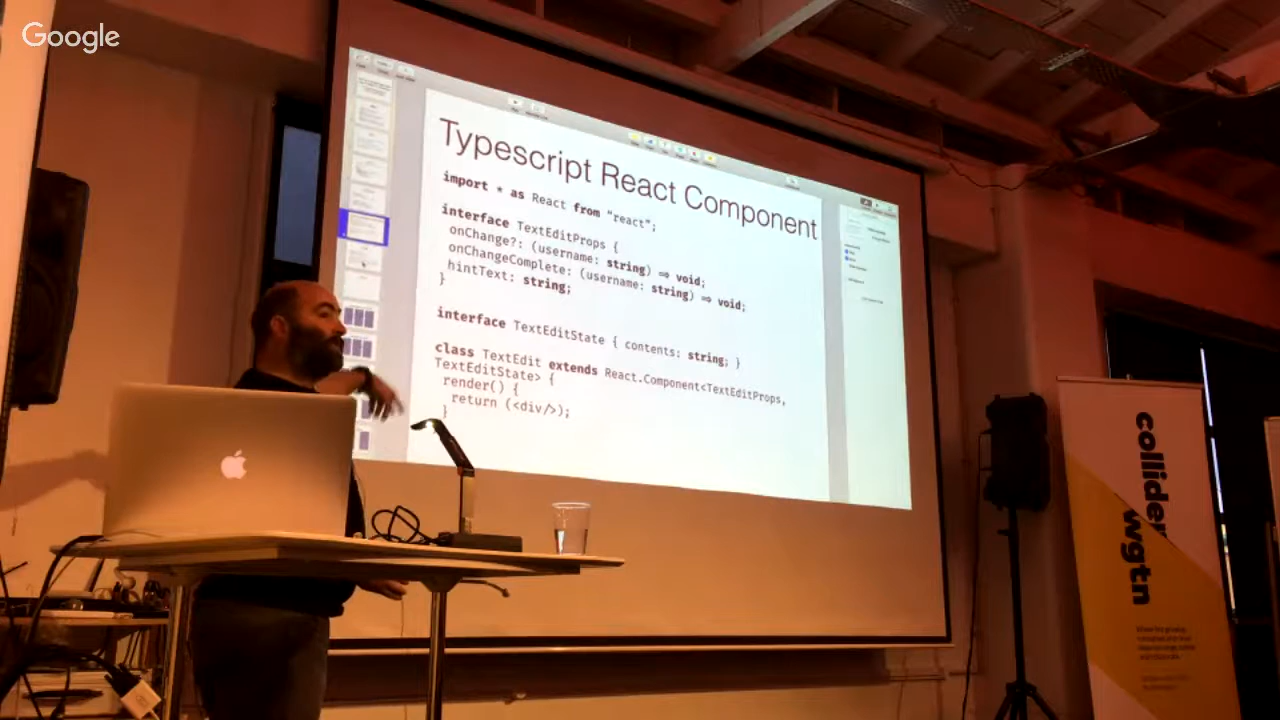 Google
Typescript React Component
import * as React from "react";
interface TextEditProps {
onChange?: (username: string) => void;
onChangeComplete: (username: string) => void;
hintText: string;
}
interface TextEditState { contents: string; }
class TextEdit extends React.Component<TextEditProps,
TextEditState> {
render() {
return (<div/>);
}
collider
wgtn